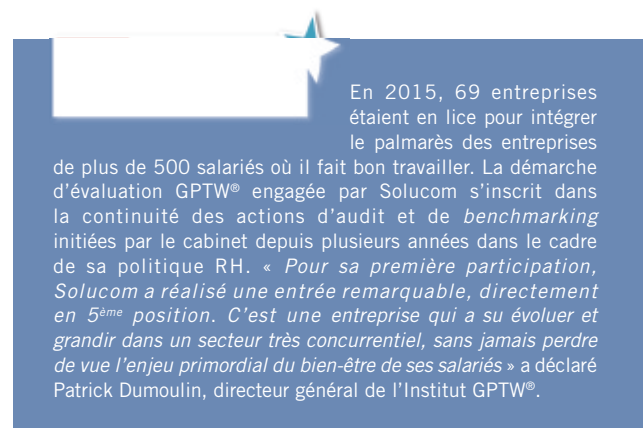 En 2015, 69 entreprises
étaient en lice pour intégrer
le palmarès des entreprises
de plus de 500 salariés où il fait bon travailler. La démarche
d’évaluation GPTW® engagée par Solucom s’inscrit dans
la continuité des actions d’audit et de benchmarking
initiées par le cabinet depuis plusieurs années dans le cadre
de sa politique RH. « Pour sa première participation,
Solucom a réalisé une entrée remarquable, directement
en 5ème position. C’est une entreprise qui a su évoluer et
grandir dans un secteur très concurrentiel, sans jamais perdre
de vue l’enjeu primordial du bien-être de ses salariés » a déclaré
Patrick Dumoulin, directeur général de l’Institut GPTW®.